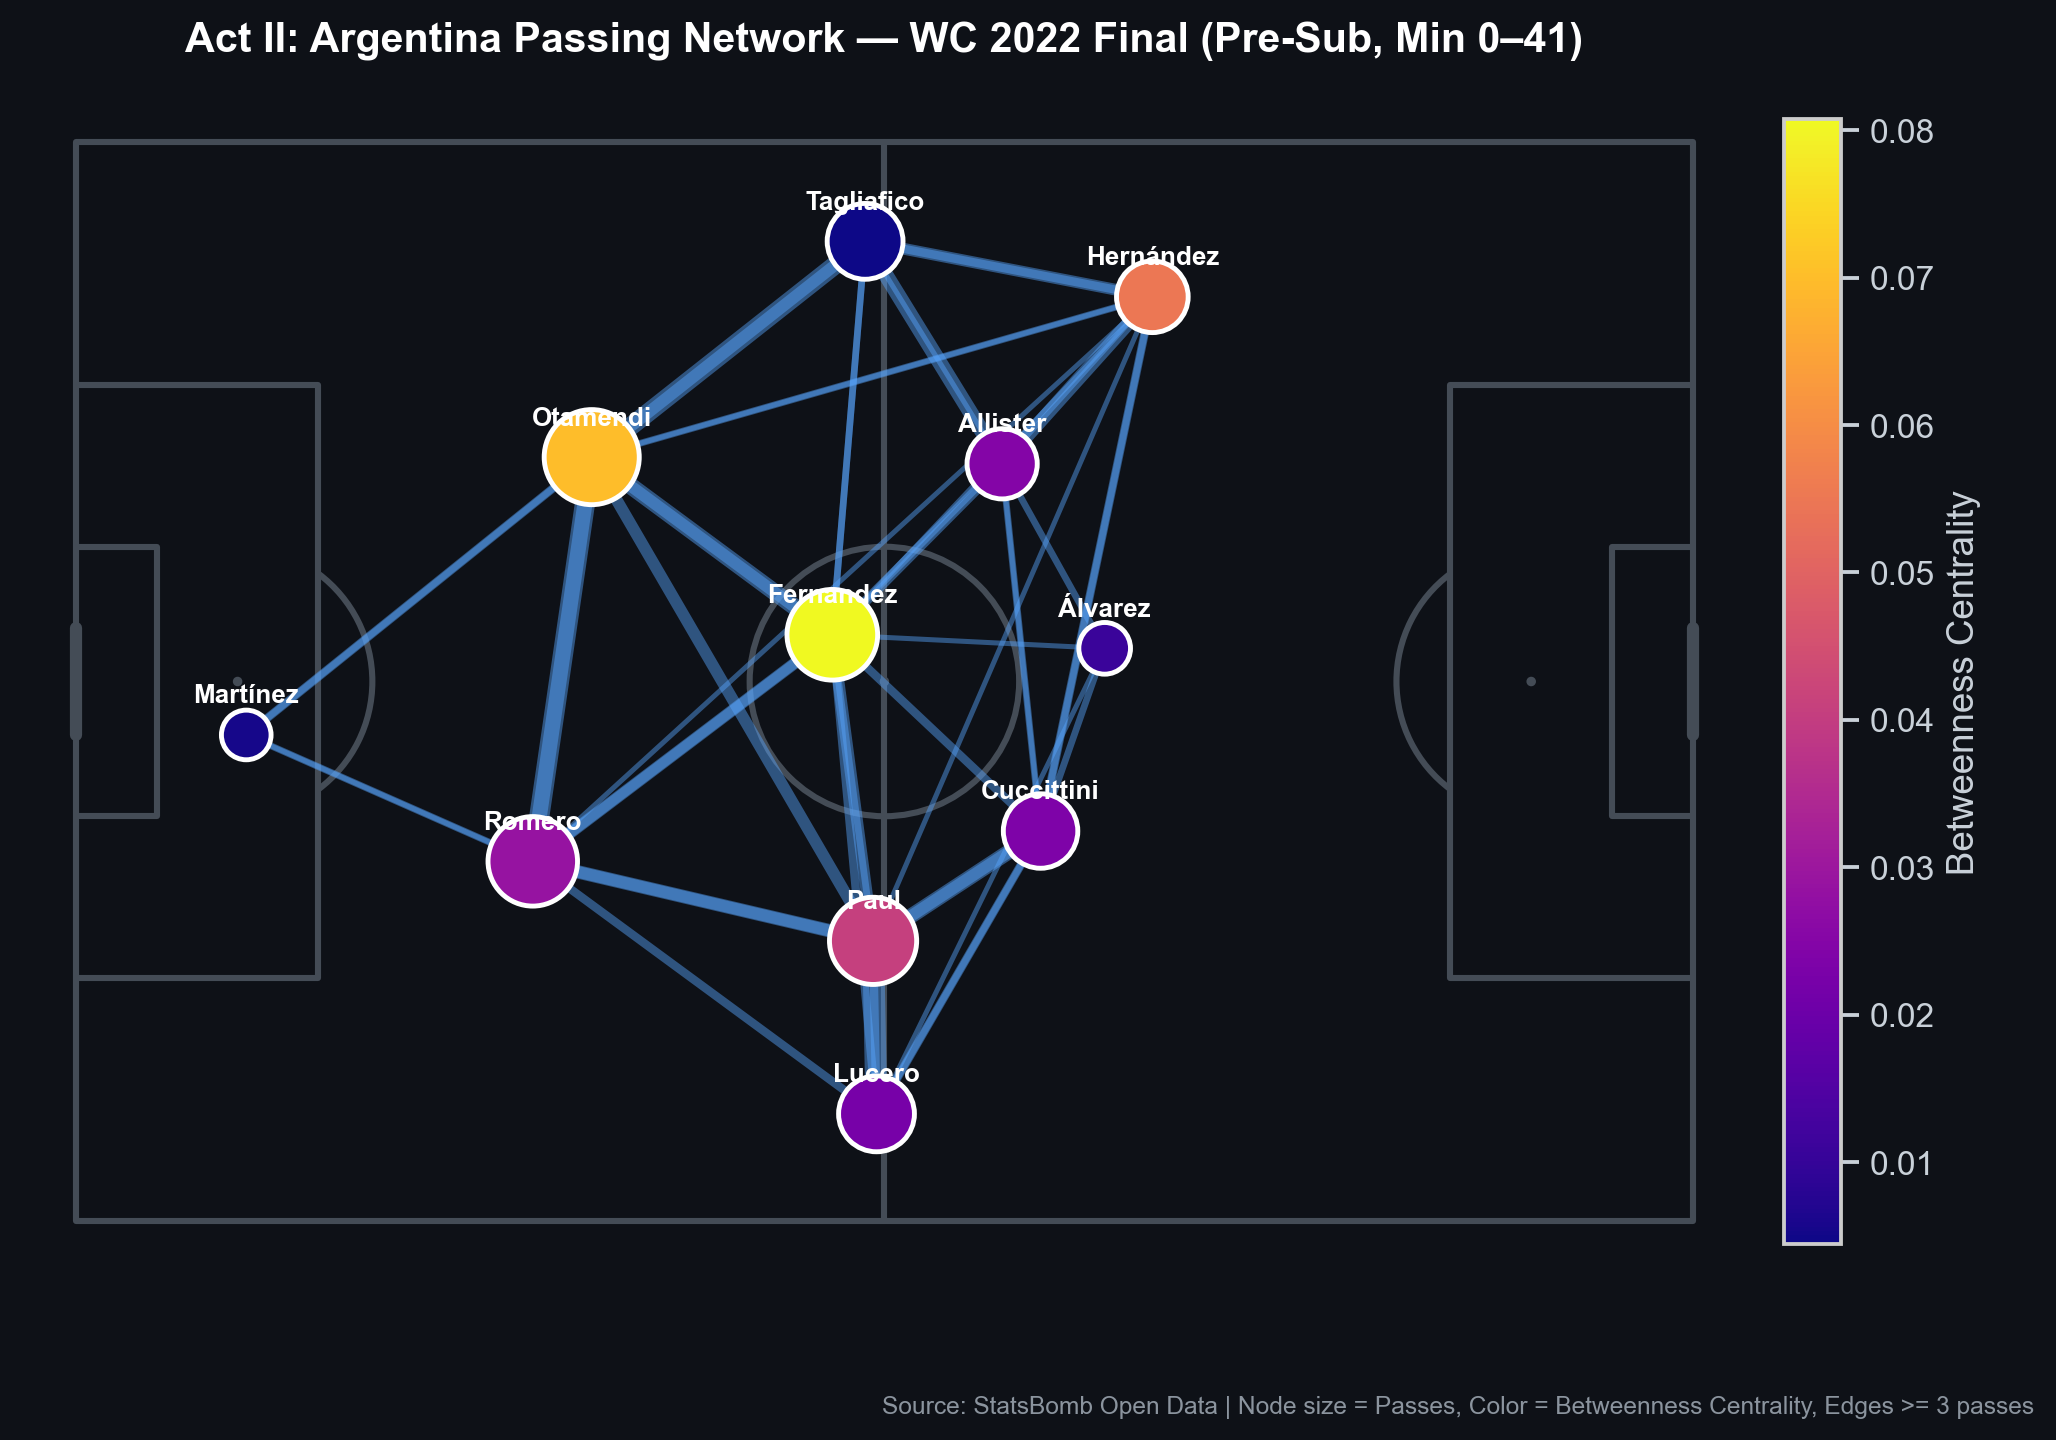 Act II: Argentina Passing Network — WC 2022 Final (Pre-Sub, Min 0–41)
Tagliafico
Hernández
Otamendi
Allister
Fernandez
Álvarez
Martínez
Cuccittini
Romero
Paul
Lucero
0.08
0.07
0.06
0.05
0.04
0.03
0.02
0.01
Betweenness Centrality
Source: StatsBomb Open Data | Node size = Passes, Color = Betweenness Centrality, Edges >= 3 passes